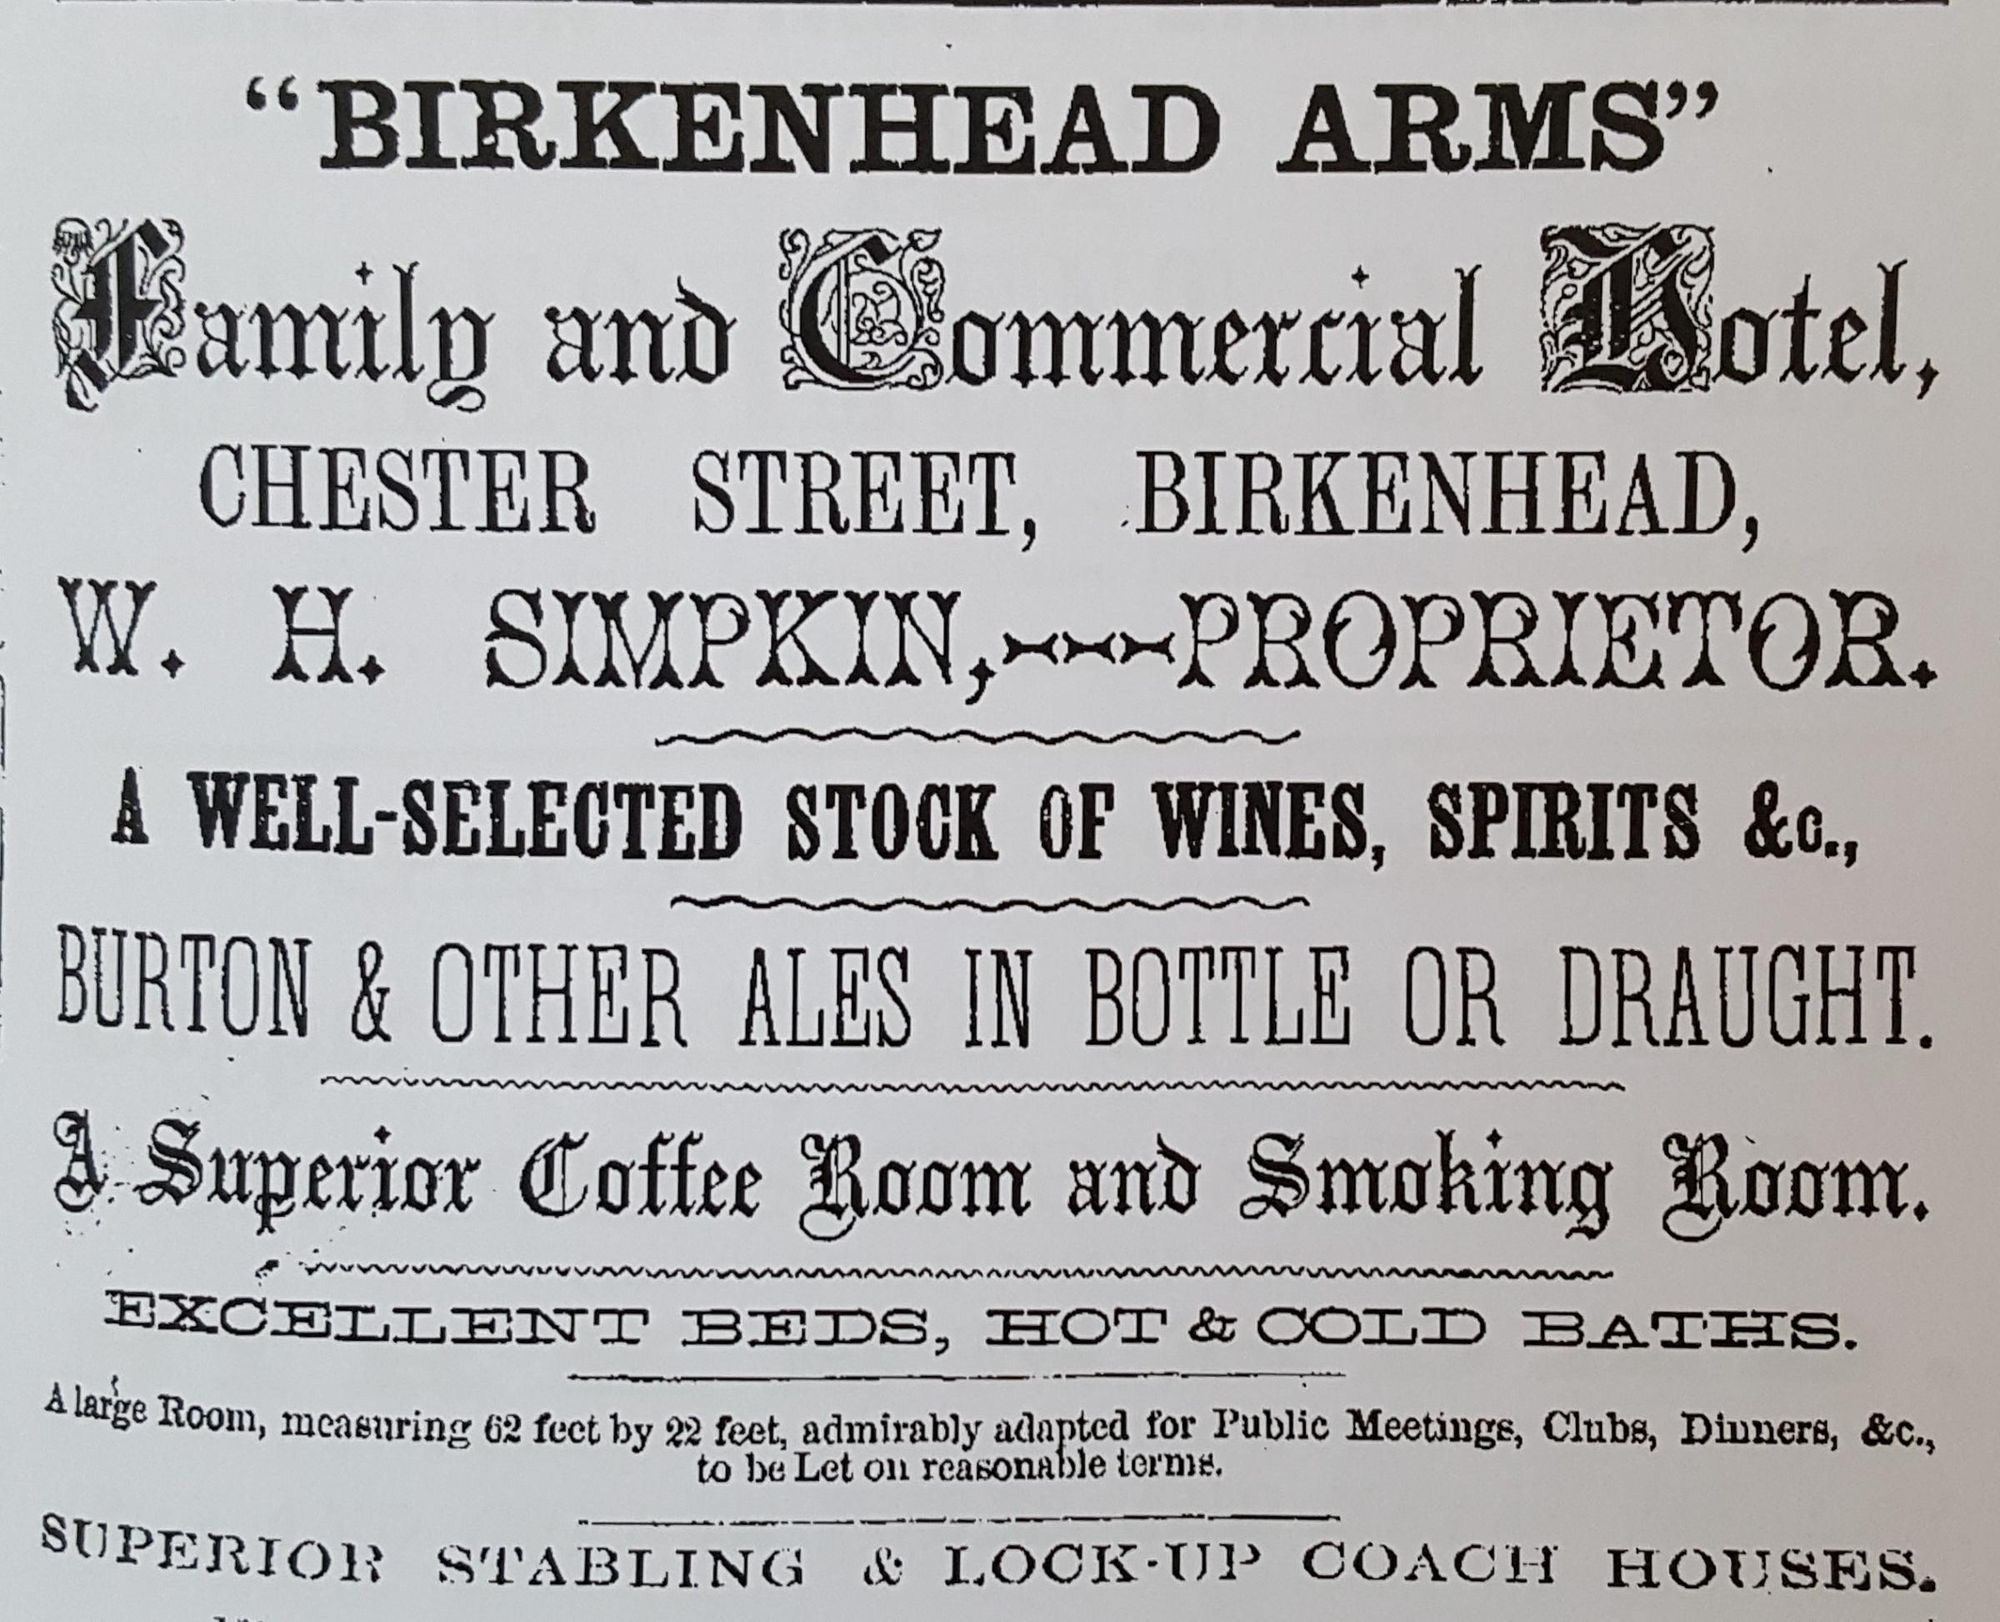 “BIRKENHEAD ARMS”
Family and Commercial Hotel,
CHESTER STREET, BIRKENHEAD,
W. H. SIMPKIN,---PROPRIETOR.
A WELL-SELECTED STOCK OF WINES, SPIRITS &c.,
BURTON & OTHER ALES IN BOTTLE OR DRAUGHT.
A Superior Coffee Room and Smoking Room.
EXCELLENT BEDS, HOT & COLD BATHS.
A large Room, measuring 62 feet by 22 feet, admirably adapted for Public Meetings, Clubs, Dinners, &c.,
to be Let on reasonable terms.
SUPERIOR STABLING & LOCK-UP COACH HOUSES.